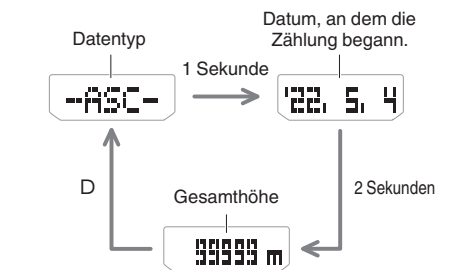 Datentyp
Datum, an dem die
Zählung begann.
1 Sekunde
-ASC-
'22. 5. 4
D
Gesamthöhe
2 Sekunden
99999 m